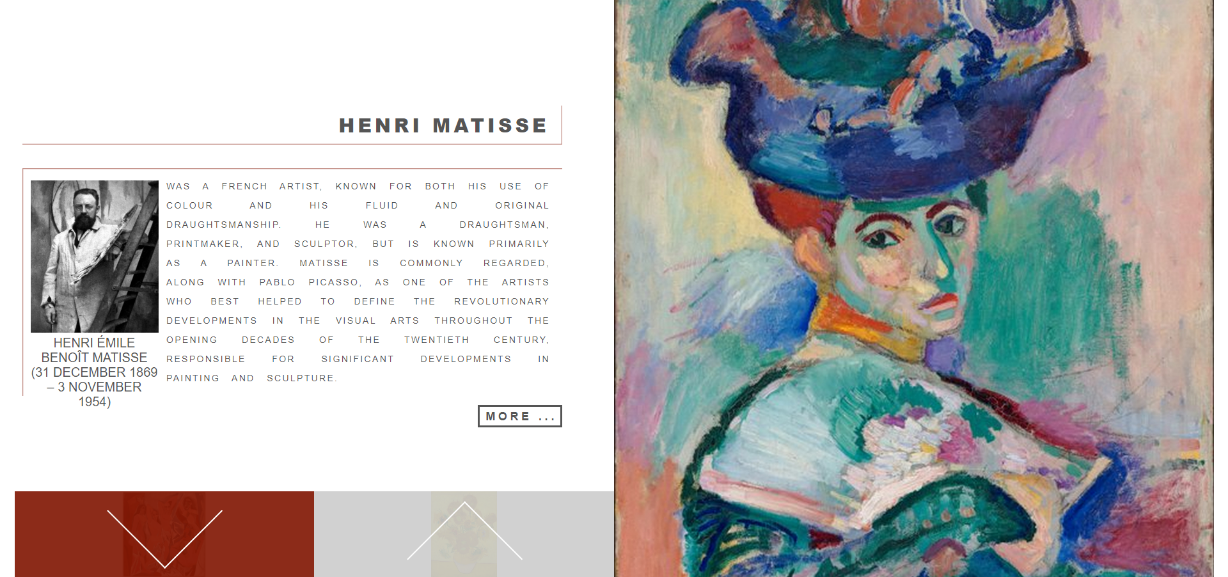 HENRI MATISSE
WAS A FRENCH ARTIST, KNOWN FOR BOTH HIS USE OF
COLOUR AND HIS FLUID AND ORIGINAL
DRAUGHTSMANSHIP. HE WAS A DRAUGHTSMAN,
PRINTMAKER, AND SCULPTOR, BUT IS KNOWN PRIMARILY
AS A PAINTER. MATISSE IS COMMONLY REGARDED,
ALONG WITH PABLO PICASSO, AS ONE OF THE ARTISTS
WHO BEST HELPED TO DEFINE THE REVOLUTIONARY
DEVELOPMENTS IN THE VISUAL ARTS THROUGHOUT THE
OPENING DECADES OF THE TWENTIETH CENTURY,
RESPONSIBLE FOR SIGNIFICANT DEVELOPMENTS IN
PAINTING AND SCULPTURE.
HENRI ÉMILE
BENOÎT MATISSE
(31 DECEMBER 1869
– 3 NOVEMBER
1954)
MORE ...